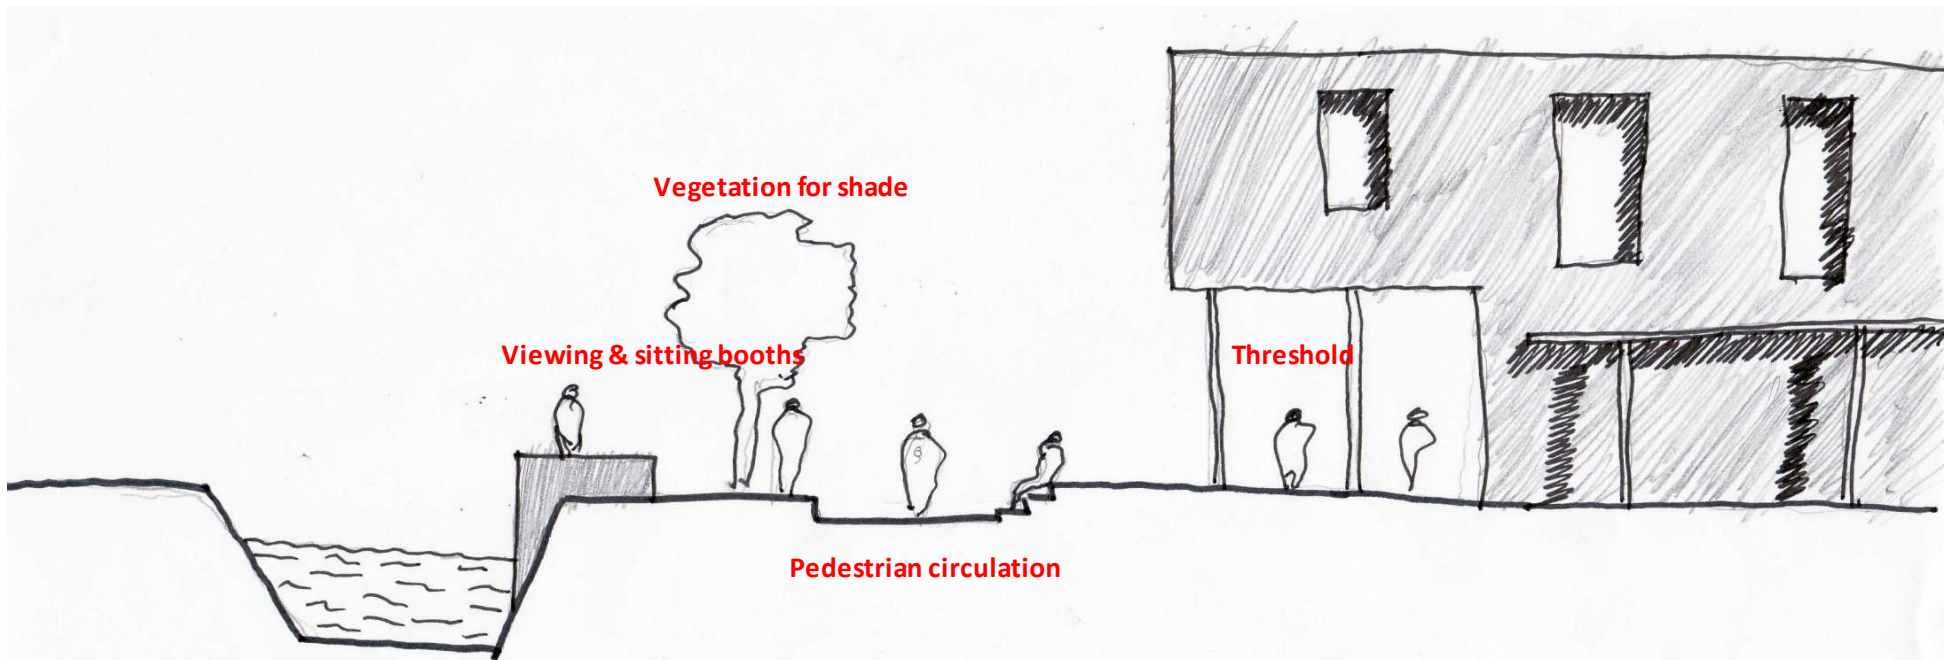 Vegetation for shade
Viewing & sitting booths
Threshold
Pedestrian circulation